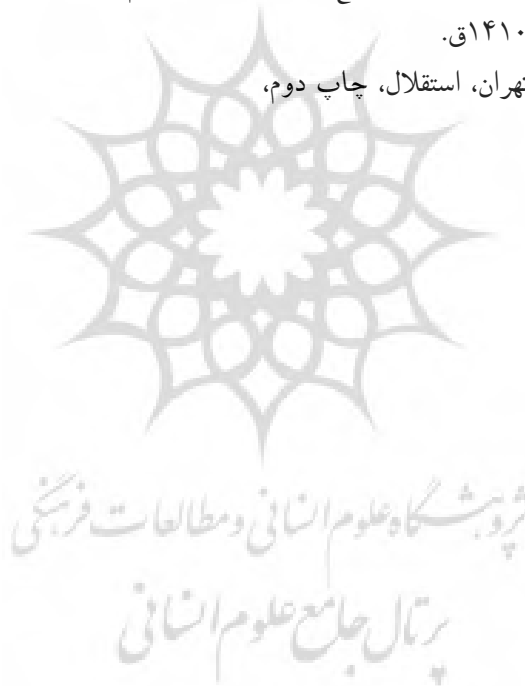 ۱۴۱۰ق.
تهران، استقلال، چاپ دوم،
پژوهشگاه علوم انسانی و مطالعات فرهنگی
پرتال جامع علوم انسانی